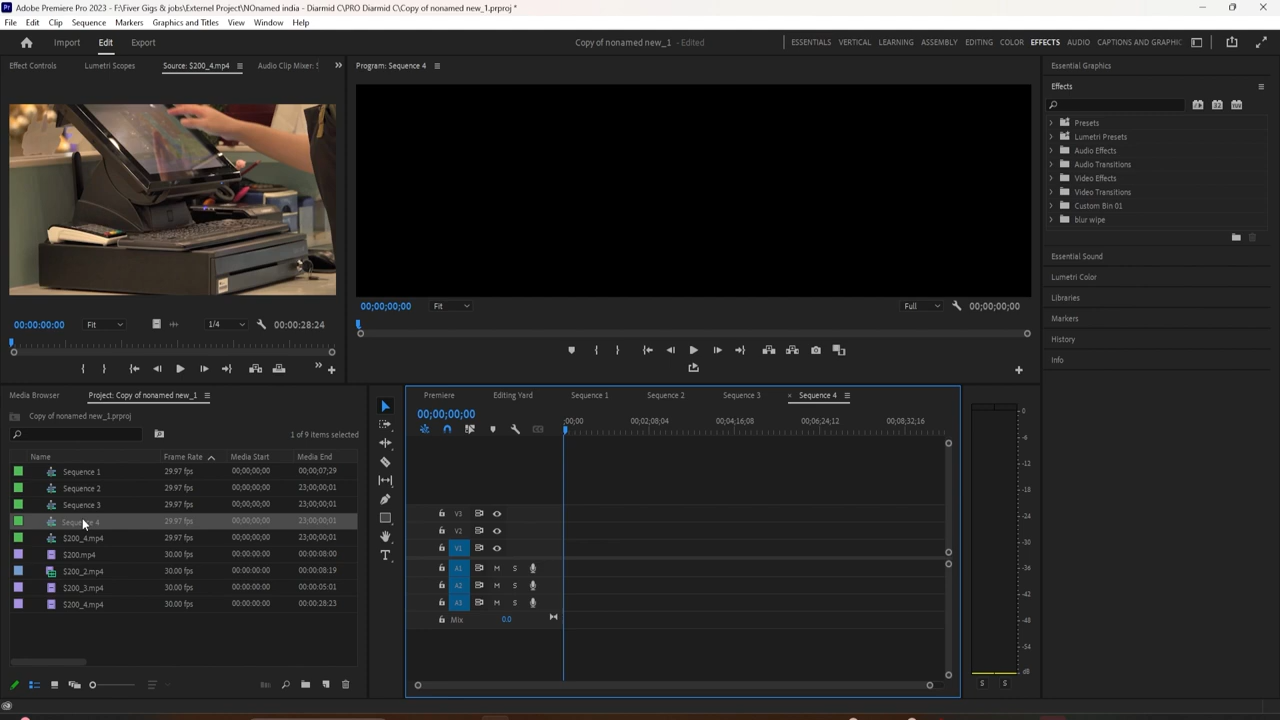 Adobe Premiere Pro 2023 - F:\Fiver Gigs & jobs\Externel Project\NOnamed india - Diarmid C\PRO Diarmid C\Copy of nonamed new_1.prproj *
File Edit Clip Sequence Markers Graphics and Titles View Window Help
Import Edit Export Copy of nonamed new_1 - Edited ESSENTIALS VERTICAL LEARNING ASSEMBLY EDITING COLOR EFFECTS AUDIO CAPTIONS AND GRAPHIC
Effect Controls Lumetri Scopes Source: $200_4.mp4 Audio Clip Mixer: Program: Sequence 4 Essential Graphics
Effects
Presets
Lumetri Presets
Audio Effects
Audio Transitions
Video Effects
Video Transitions
Custom Bin 01
blur wipe
Essential Sound
Lumetri Color
Libraries
Markers
History
Info
00;00;00;00 Fit Full 00;00;00;00
00:00:00:00 Fit 1/4 00:00:28:24
Media Browser Project: Copy of nonamed new_1
Copy of nonamed new_1.prproj
1 of 9 items selected
Name Frame Rate Media Start Media End
Sequence 1 29.97 fps 00;00;00;00 00;00;07;29
Sequence 2 29.97 fps 00;00;00;00 23;00;00;01
Sequence 3 29.97 fps 00;00;00;00 23;00;00;01
Sequence 4 29.97 fps 00;00;00;00 23;00;00;01
$200_4.mp4 29.97 fps 00;00;00;00 23;00;00;01
$200.mp4 30.00 fps 00:00:00:00 00:00:08:00
$200_2.mp4 30.00 fps 00:00:00:00 00:00:08:19
$200_3.mp4 30.00 fps 00:00:00:00 00:00:05:01
$200_4.mp4 30.00 fps 00:00:00:00 00:00:28:23
Premiere Editing Yard Sequence 1 Sequence 2 Sequence 3 × Sequence 4
00;00;00;00
;00;00 00;02;08;04 00;04;16;08 00;06;24;12 00;08;32;16
V3
V2
V1
A1 M S
A2 M S
A3 M S
Mix 0.0
0
-6
-12
-18
-24
-30
-36
-42
-48
-54
dB
S S